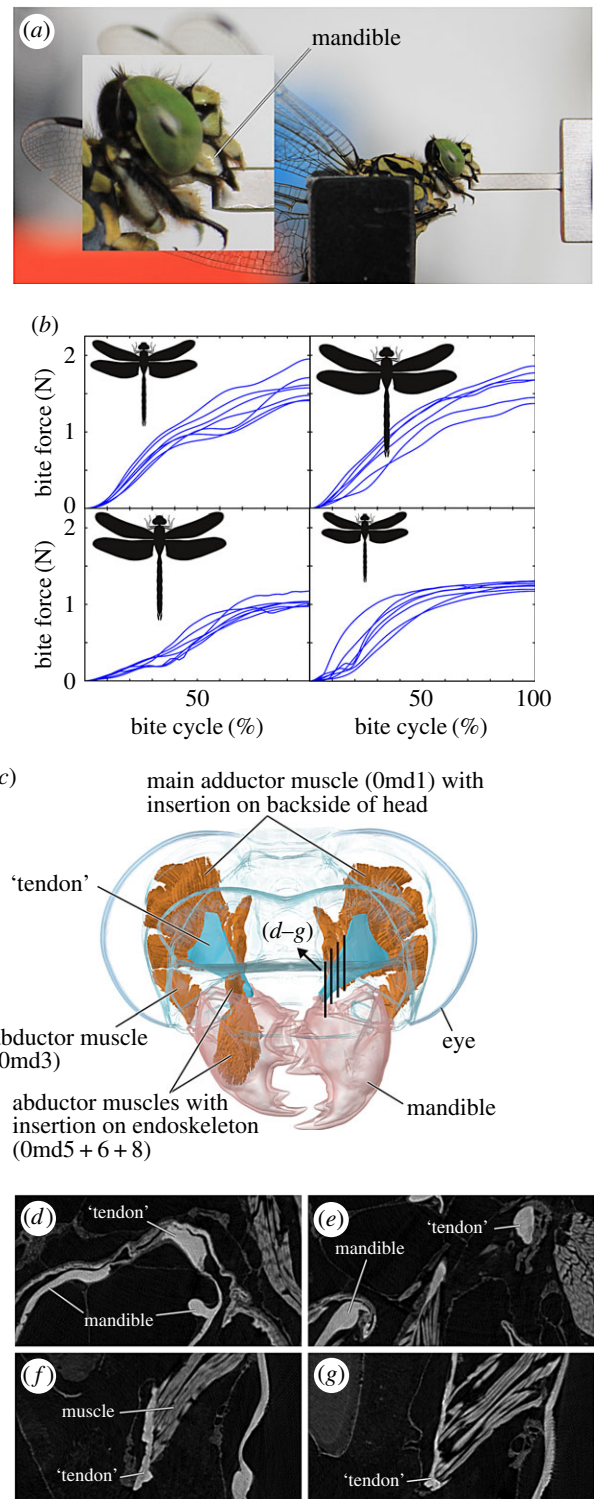 (a)
mandible
(b)
2
1
0
bite force (N)
2
1
0
bite force (N)
50
50
100
bite cycle (%)
bite cycle (%)
c)
main adductor muscle (0md1) with
insertion on backside of head
'tendon'
(d–g)
abductor muscle
0md3)
eye
abductor muscles with
insertion on endoskeleton
(0md5 + 6 + 8)
mandible
(d)
'tendon'
mandible
(e)
'tendon'
mandible
(f)
muscle
'tendon'
(g)
'tendon'